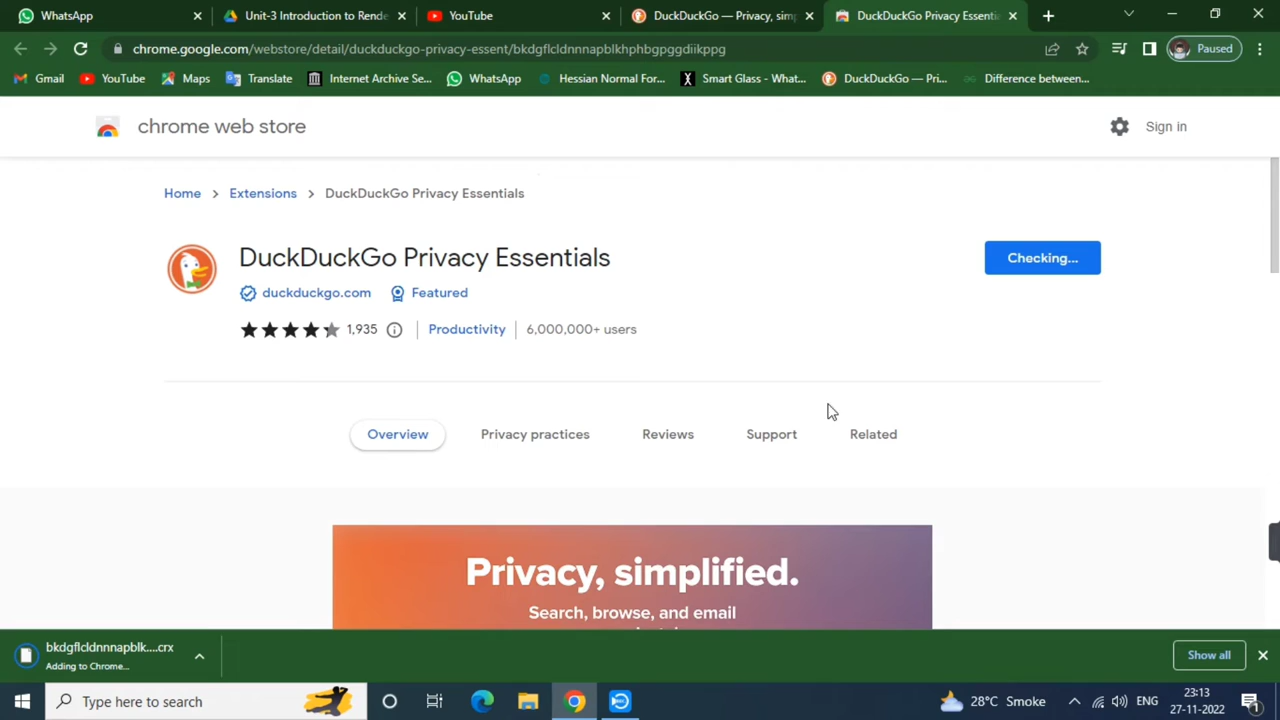 WhatsApp
Unit-3 Introduction to Rende
YouTube
DuckDuckGo — Privacy, simp
DuckDuckGo Privacy Essenti
chrome.google.com/webstore/detail/duckduckgo-privacy-essent/bkdgflcldnnnapblkhphbgpggdiikppg
Paused
Gmail
YouTube
Maps
Translate
Internet Archive Se...
WhatsApp
Hessian Normal For...
Smart Glass - What...
DuckDuckGo — Pri...
Difference between...
chrome web store
Sign in
Home > Extensions > DuckDuckGo Privacy Essentials
DuckDuckGo Privacy Essentials
Checking...
duckduckgo.com
Featured
1,935
Productivity
6,000,000+ users
Overview
Privacy practices
Reviews
Support
Related
Privacy, simplified.
Search, browse, and email
bkdgflcldnnnapblk....crx
Adding to Chrome...
Show all
Type here to search
28°C Smoke
ENG
23:13
27-11-2022
1